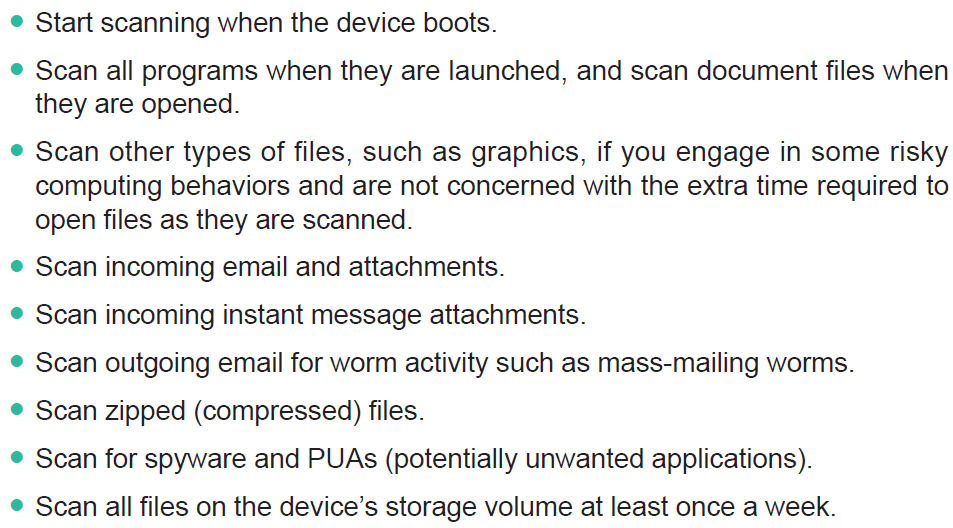 • Start scanning when the device boots.
• Scan all programs when they are launched, and scan document files when
they are opened.
• Scan other types of files, such as graphics, if you engage in some risky
computing behaviors and are not concerned with the extra time required to
open files as they are scanned.
• Scan incoming email and attachments.
• Scan incoming instant message attachments.
• Scan outgoing email for worm activity such as mass-mailing worms.
• Scan zipped (compressed) files.
• Scan for spyware and PUAs (potentially unwanted applications).
• Scan all files on the device’s storage volume at least once a week.